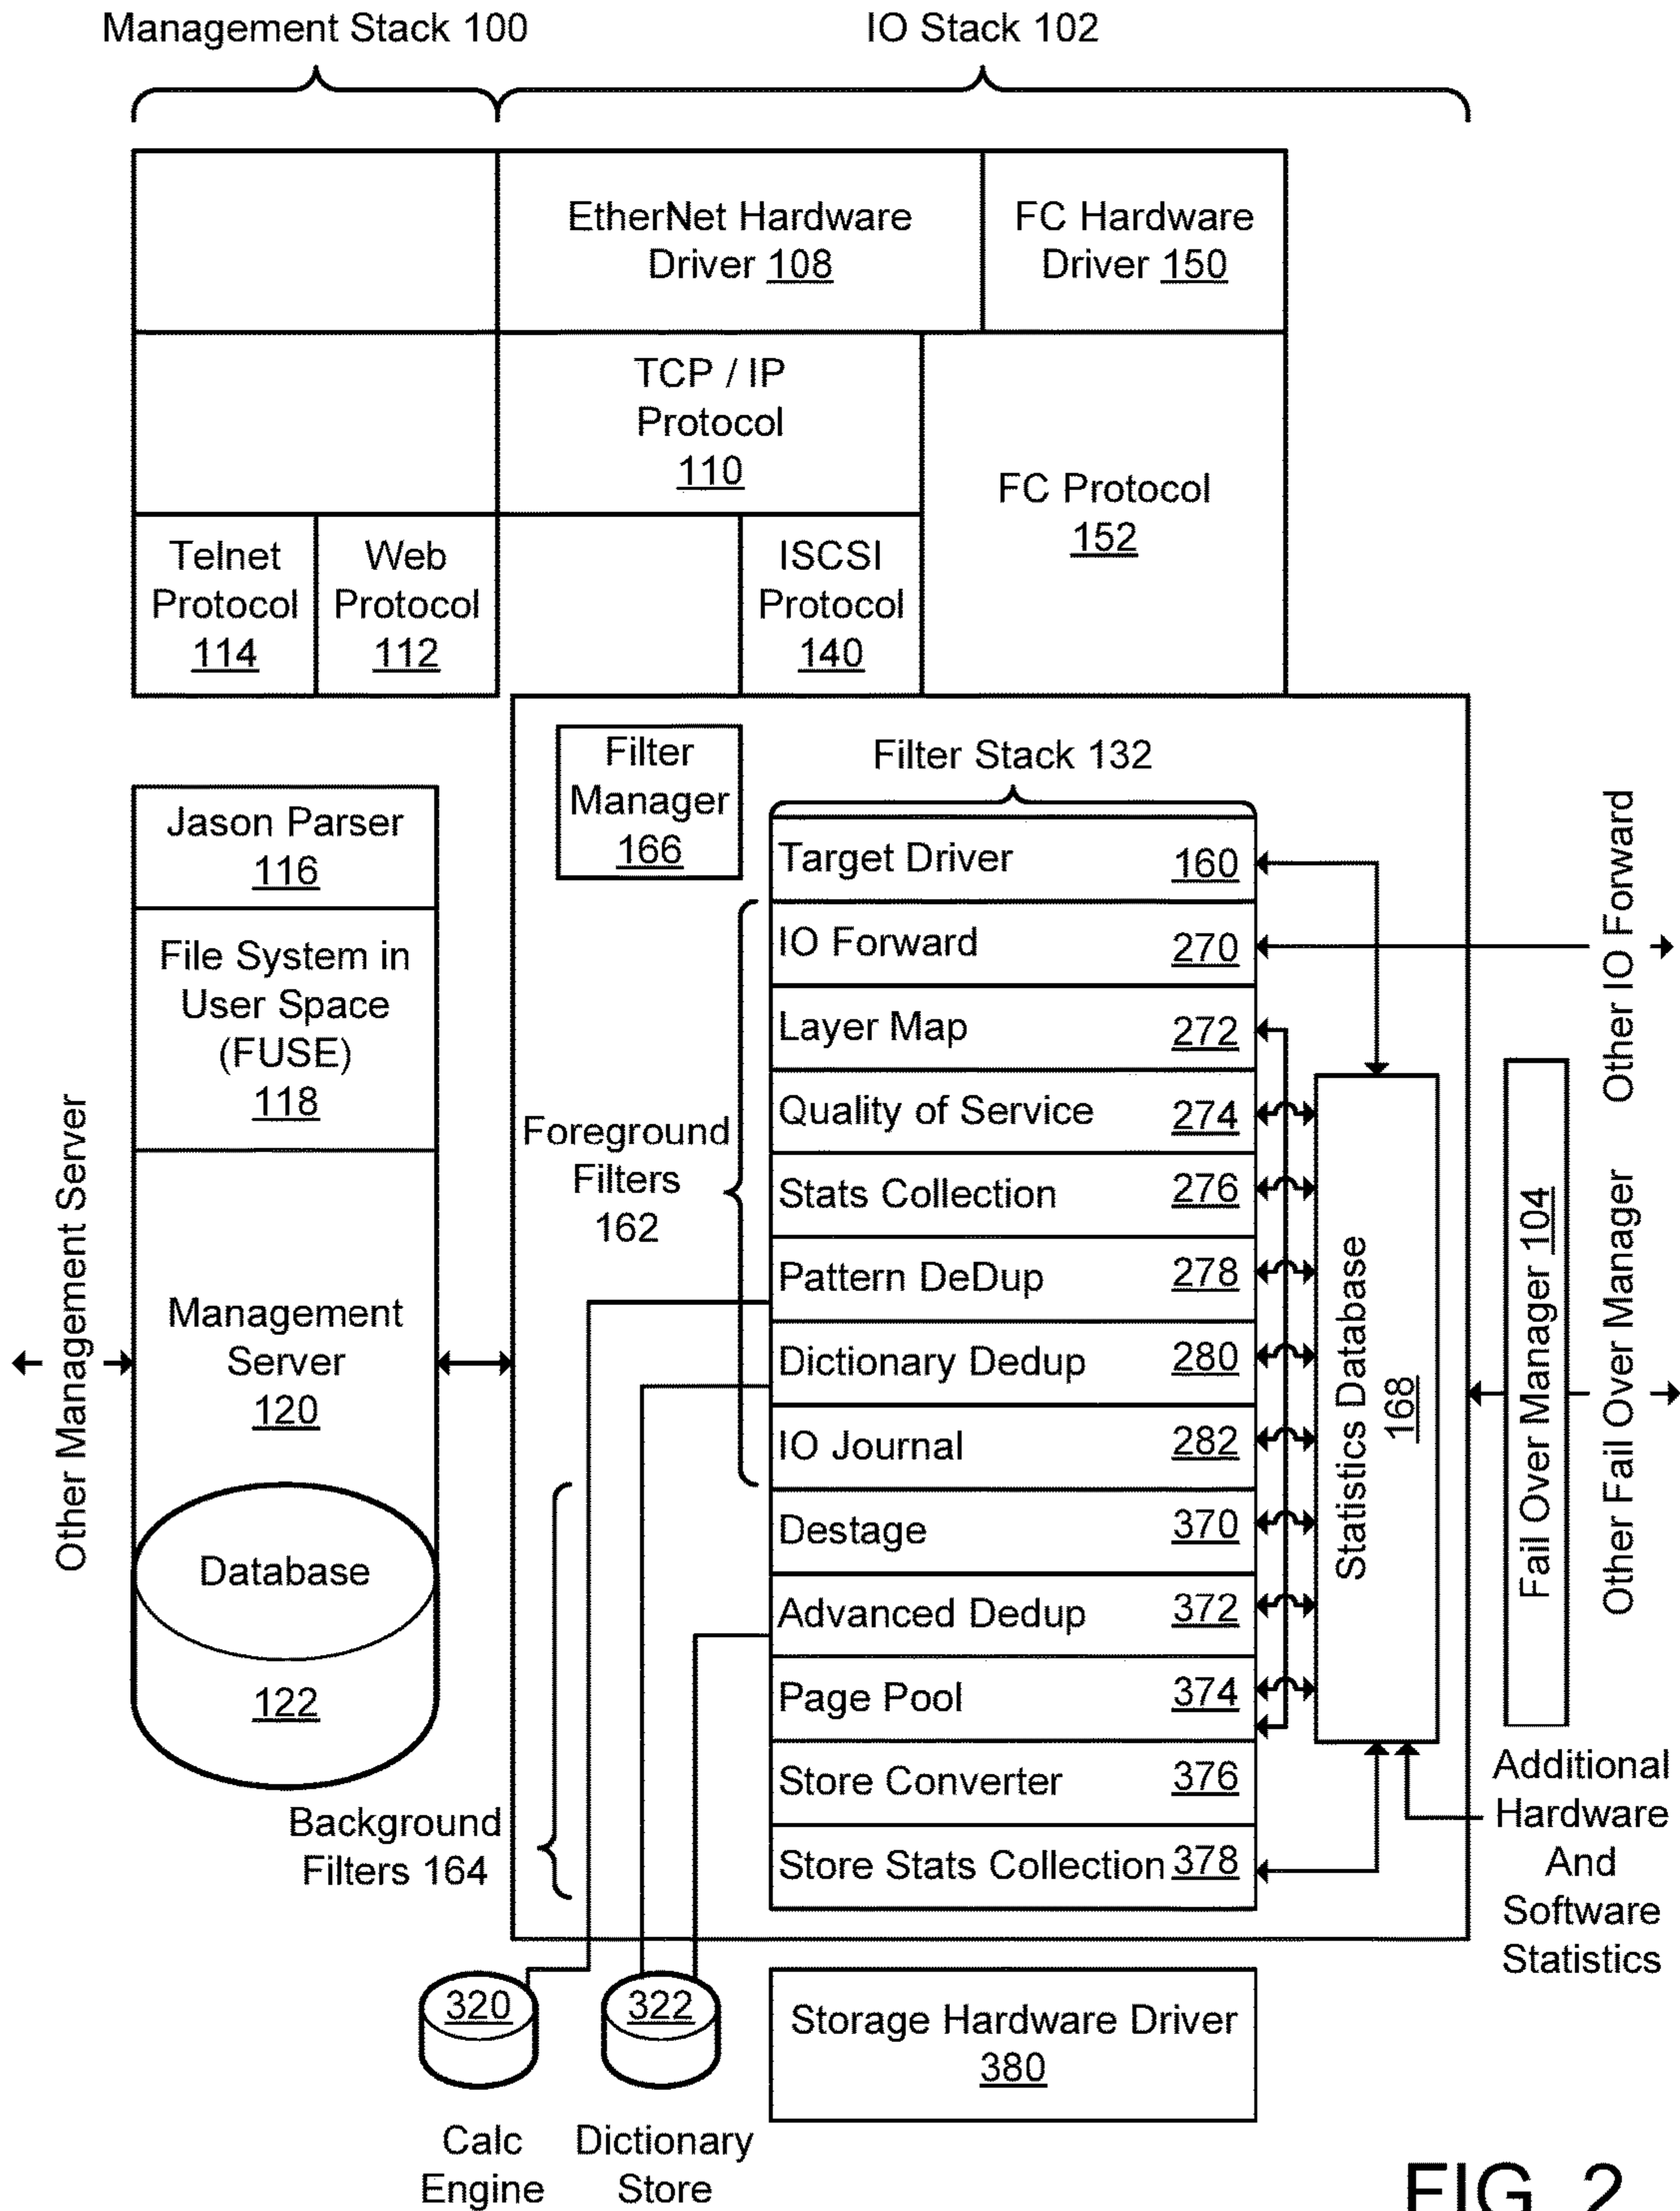 Management Stack 100
IO Stack 102
EtherNet Hardware
Driver 108
FC Hardware
Driver 150
TCP / IP
Protocol
110
FC Protocol
152
Telnet
Protocol
114
Web
Protocol
112
ISCSI
Protocol
140
Filter
Manager
166
Filter Stack 132
Jason Parser
116
File System in
User Space
(FUSE)
118
Management
Server
120
Database
122
Other Management Server
Foreground
Filters
162
Background
Filters 164
Target Driver 160
IO Forward 270
Layer Map 272
Quality of Service 274
Stats Collection 276
Pattern DeDup 278
Dictionary Dedup 280
IO Journal 282
Destage 370
Advanced Dedup 372
Page Pool 374
Store Converter 376
Store Stats Collection 378
Statistics Database
168
Fail Over Manager 104
Other IO Forward
Other Fail Over Manager
Additional
Hardware
And
Software
Statistics
320
322
Calc
Engine
Dictionary
Store
Storage Hardware Driver
380
FIG. 2